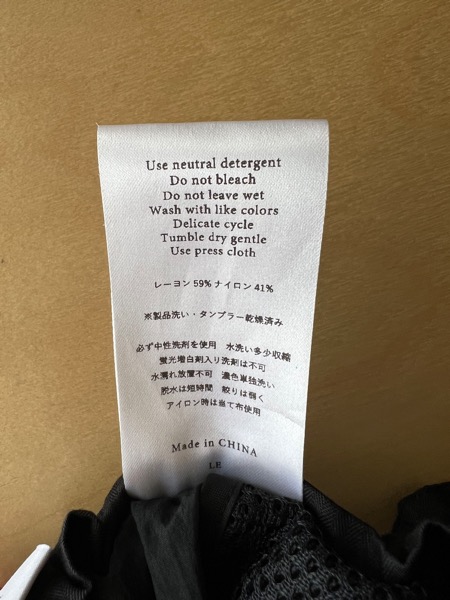 Use neutral detergent
Do not bleach
Do not leave wet
Wash with like colors
Delicate cycle
Tumble dry gentle
Use press cloth
レーヨン 59% ナイロン 41%
※製品洗い・タンブラー乾燥済み
必ず中性洗剤を使用 水洗い多少収縮
蛍光増白剤入り洗剤は不可
水濡れ放置不可 濃色単独洗い
脱水は短時間 絞りは弱く
アイロン時は当て布使用
Made in CHINA
LE